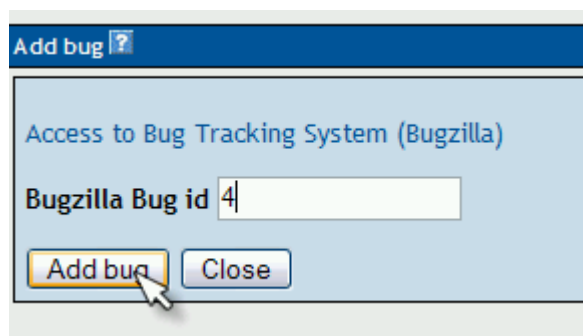 Add bug ?
Access to Bug Tracking System (Bugzilla)
Bugzilla Bug id 4
Add bug Close